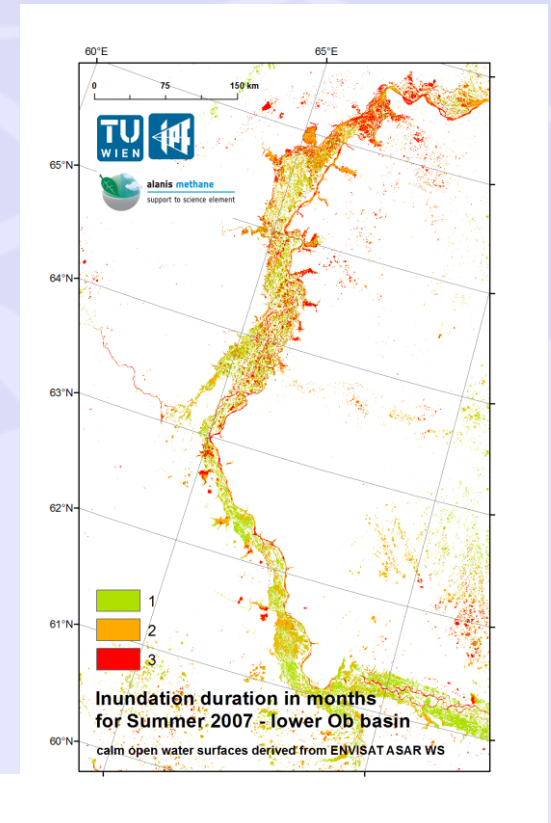 60°E 65°E
0 75 150 km
TU
WIEN
IPF
65°N
alanis methane
support to science element
64°N
63°N
62°N
1
2
61°N
3
Inundation duration in months
for Summer 2007 - lower Ob basin
60°N
calm open water surfaces derived from ENVISAT ASAR WS